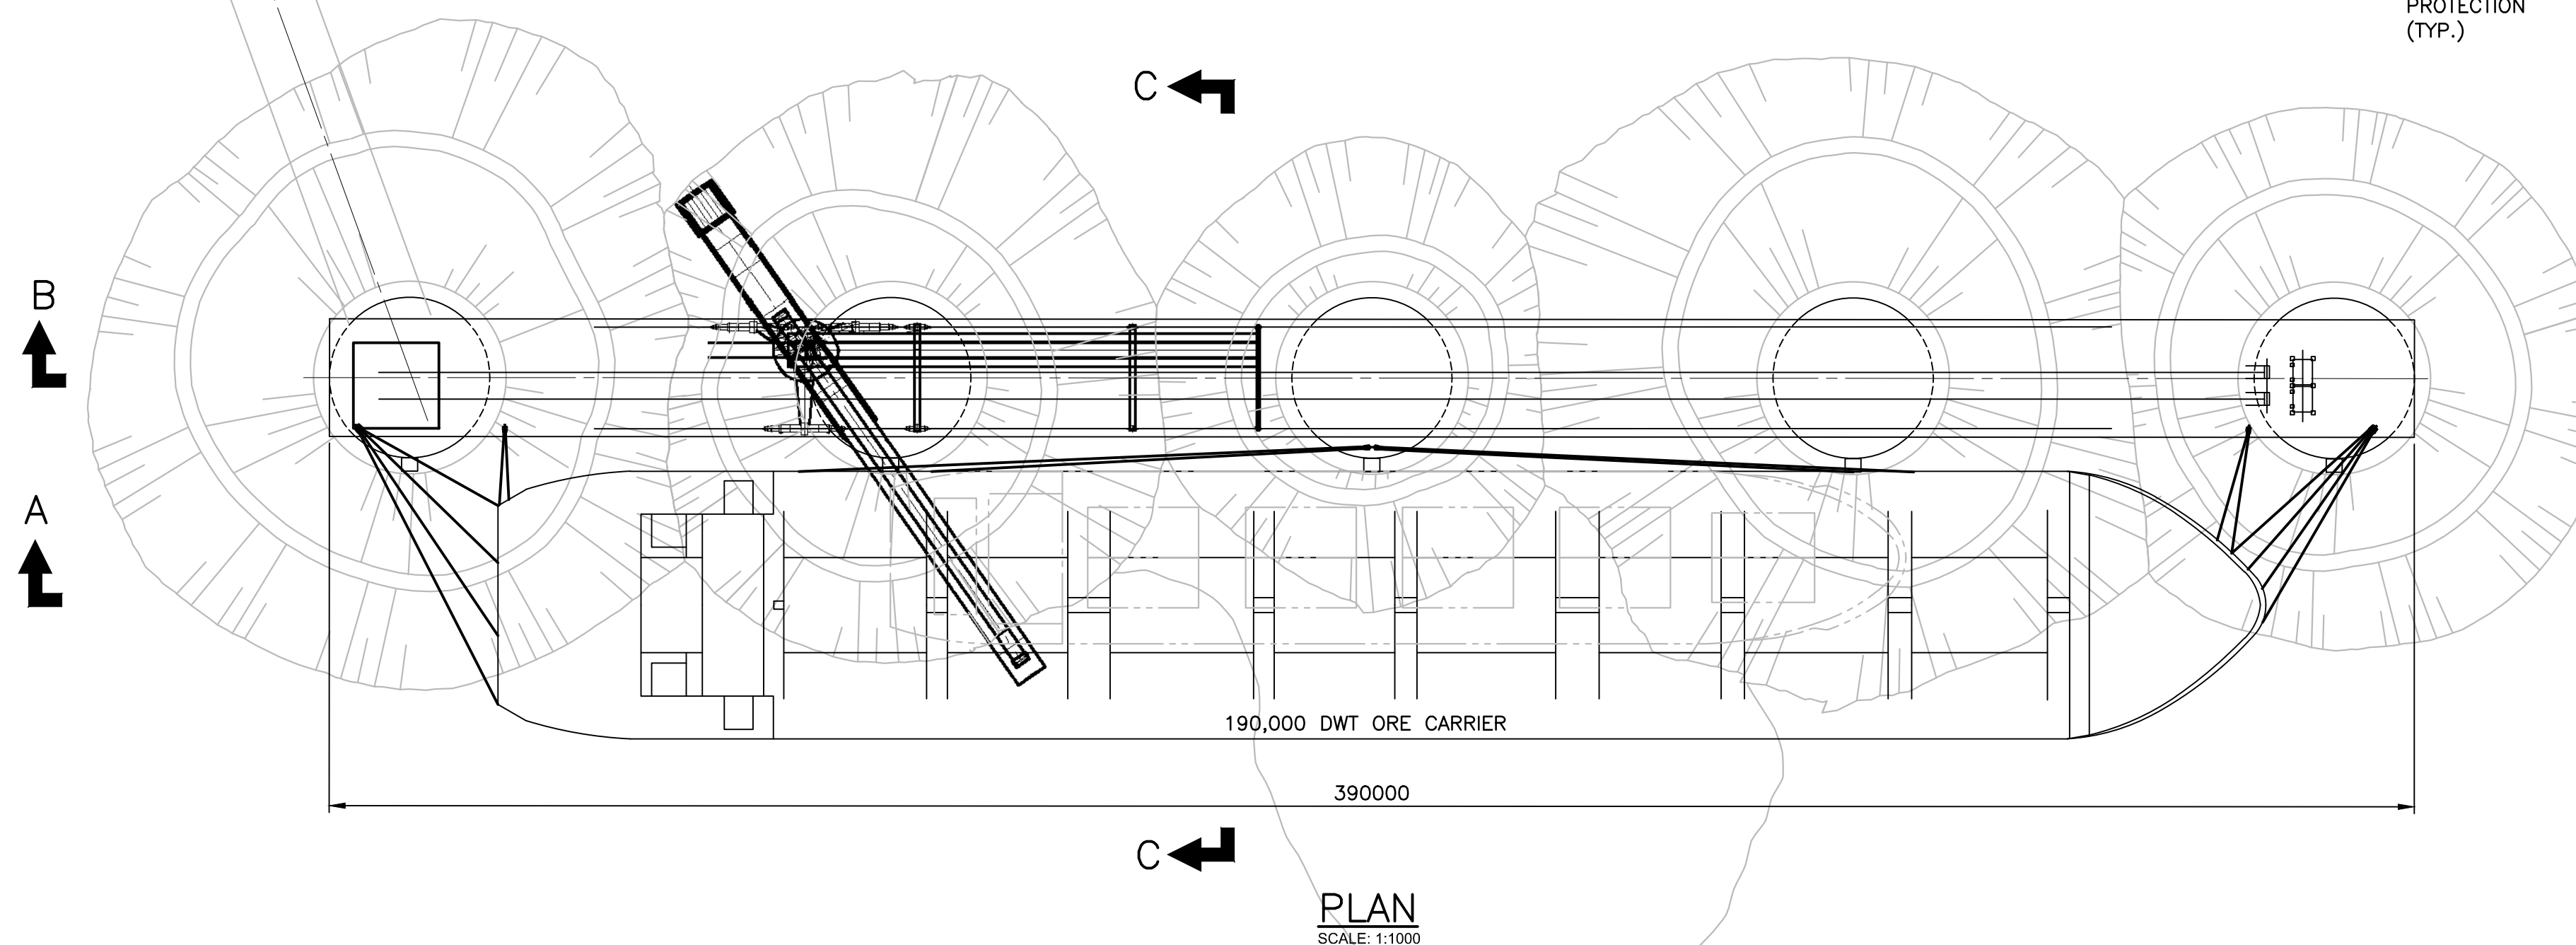 PROTECTION
(TYP.)
C
B
A
190,000 DWT ORE CARRIER
390000
C
PLAN
SCALE: 1:1000